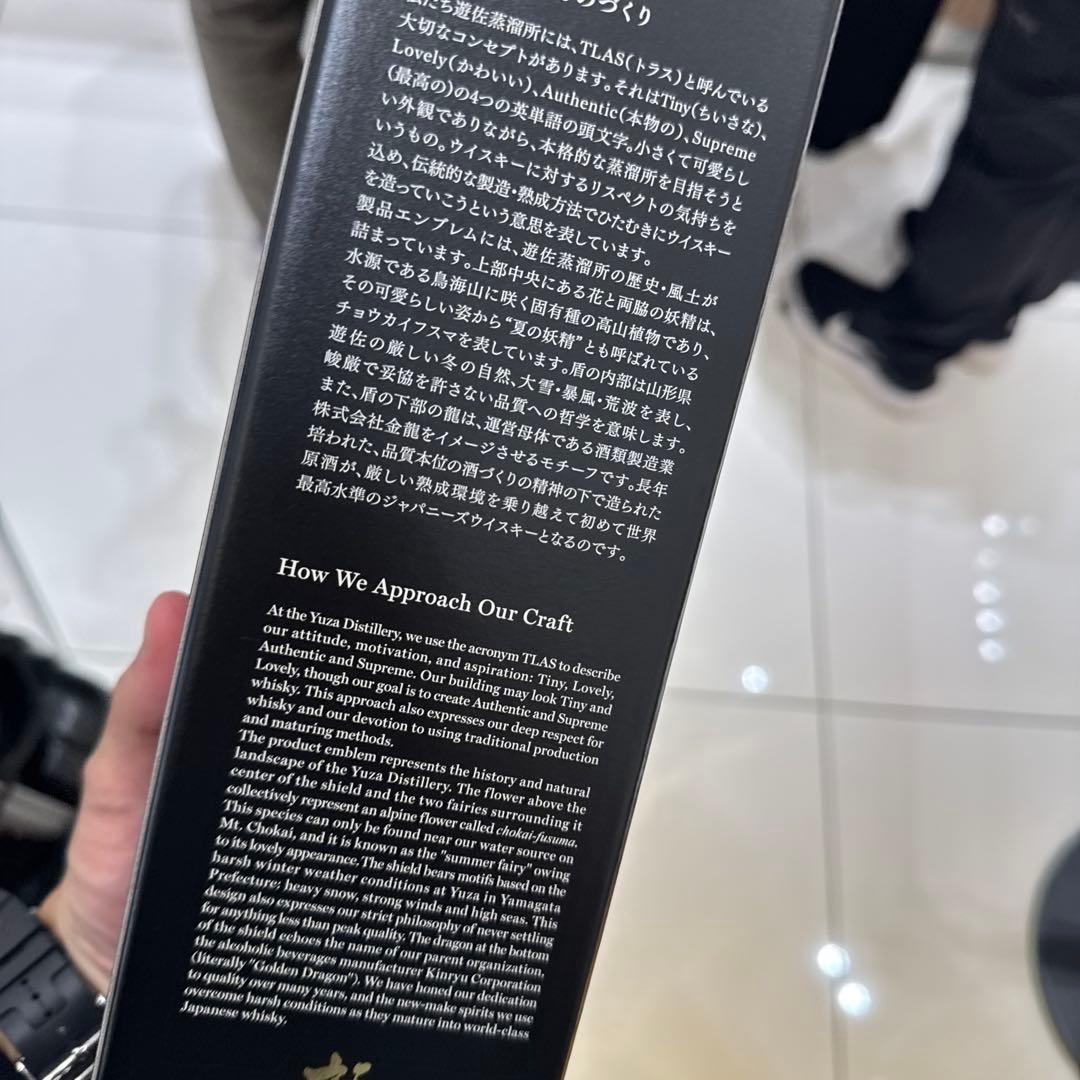 のづくり
たち遊佐蒸溜所には、TLAS(トラス)と呼んでいる
大切なコンセプトがあります。それはTiny(ちいさな)、
Lovely(かわいい)、Authentic(本物の)、Supreme
(最高の)の4つの英単語の頭文字。小さくて可愛らし
い外観でありながら、本格的な蒸溜所を目指そうと
いうもの。ウイスキーに対するリスペクトの気持ちを
込め、伝統的な製造・熟成方法でひたむきにウイスキー
を造っていこうという意思を表しています。
製品エンブレムには、遊佐蒸溜所の歴史・風土が
詰まっています。上部中央にある花と両脇の妖精は、
水源である鳥海山に咲く固有種の高山植物であり、
その可愛らしい姿から“夏の妖精”とも呼ばれている
チョウカイフスマを表しています。盾の内部は山形県
遊佐の厳しい冬の自然、大雪・暴風・荒波を表し、
峻厳で妥協を許さない品質への哲学を意味します。
また、盾の下部の龍は、運営母体である酒類製造業
株式会社金龍をイメージさせるモチーフです。長年
培われた、品質本位の酒づくりの精神の下で造られた
原酒が、厳しい熟成環境を乗り越えて初めて世界
最高水準のジャパニーズウイスキーとなるのです。
How We Approach Our Craft
At the Yuza Distillery, we use the acronym TLAS to describe
our attitude, motivation, and aspiration: Tiny, Lovely,
Authentic and Supreme. Our building may look Tiny and
Lovely, though our goal is to create Authentic and Supreme
whisky. This approach also expresses our deep respect for
whisky and our devotion to using traditional production
and maturing methods.
The product emblem represents the history and natural
landscape of the Yuza Distillery. The flower above the
center of the shield and the two fairies surrounding it
collectively represent an alpine flower called chokai-fusuma.
This species can only be found near our water source on
Mt. Chokai, and it is known as the "summer fairy" owing
to its lovely appearance. The shield bears motifs based on the
harsh winter weather conditions at Yuza in Yamagata
Prefecture; heavy snow, strong winds and high seas. This
design also expresses our strict philosophy of never settling
for anything less than peak quality. The dragon at the bottom
of the shield echoes the name of our parent organization,
the alcoholic beverages manufacturer Kinryu Corporation
(literally "Golden Dragon"). We have honed our dedication
to quality over many years, and the new-make spirits we use
overcome harsh conditions as they mature into world-class
Japanese whisky.